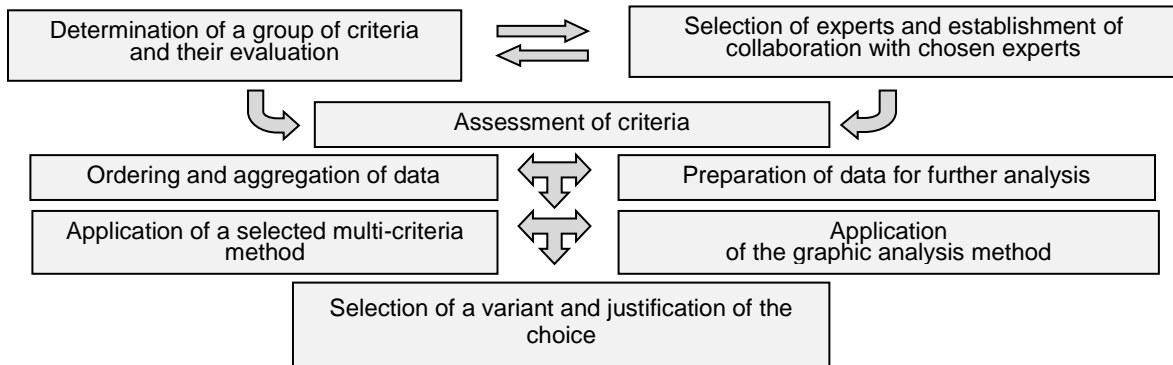 Determination of a group of criteria
and their evaluation
Selection of experts and establishment of
collaboration with chosen experts
Assessment of criteria
Ordering and aggregation of data
Preparation of data for further analysis
Application of a selected multi-criteria
method
Application
of the graphic analysis method
Selection of a variant and justification of the
choice